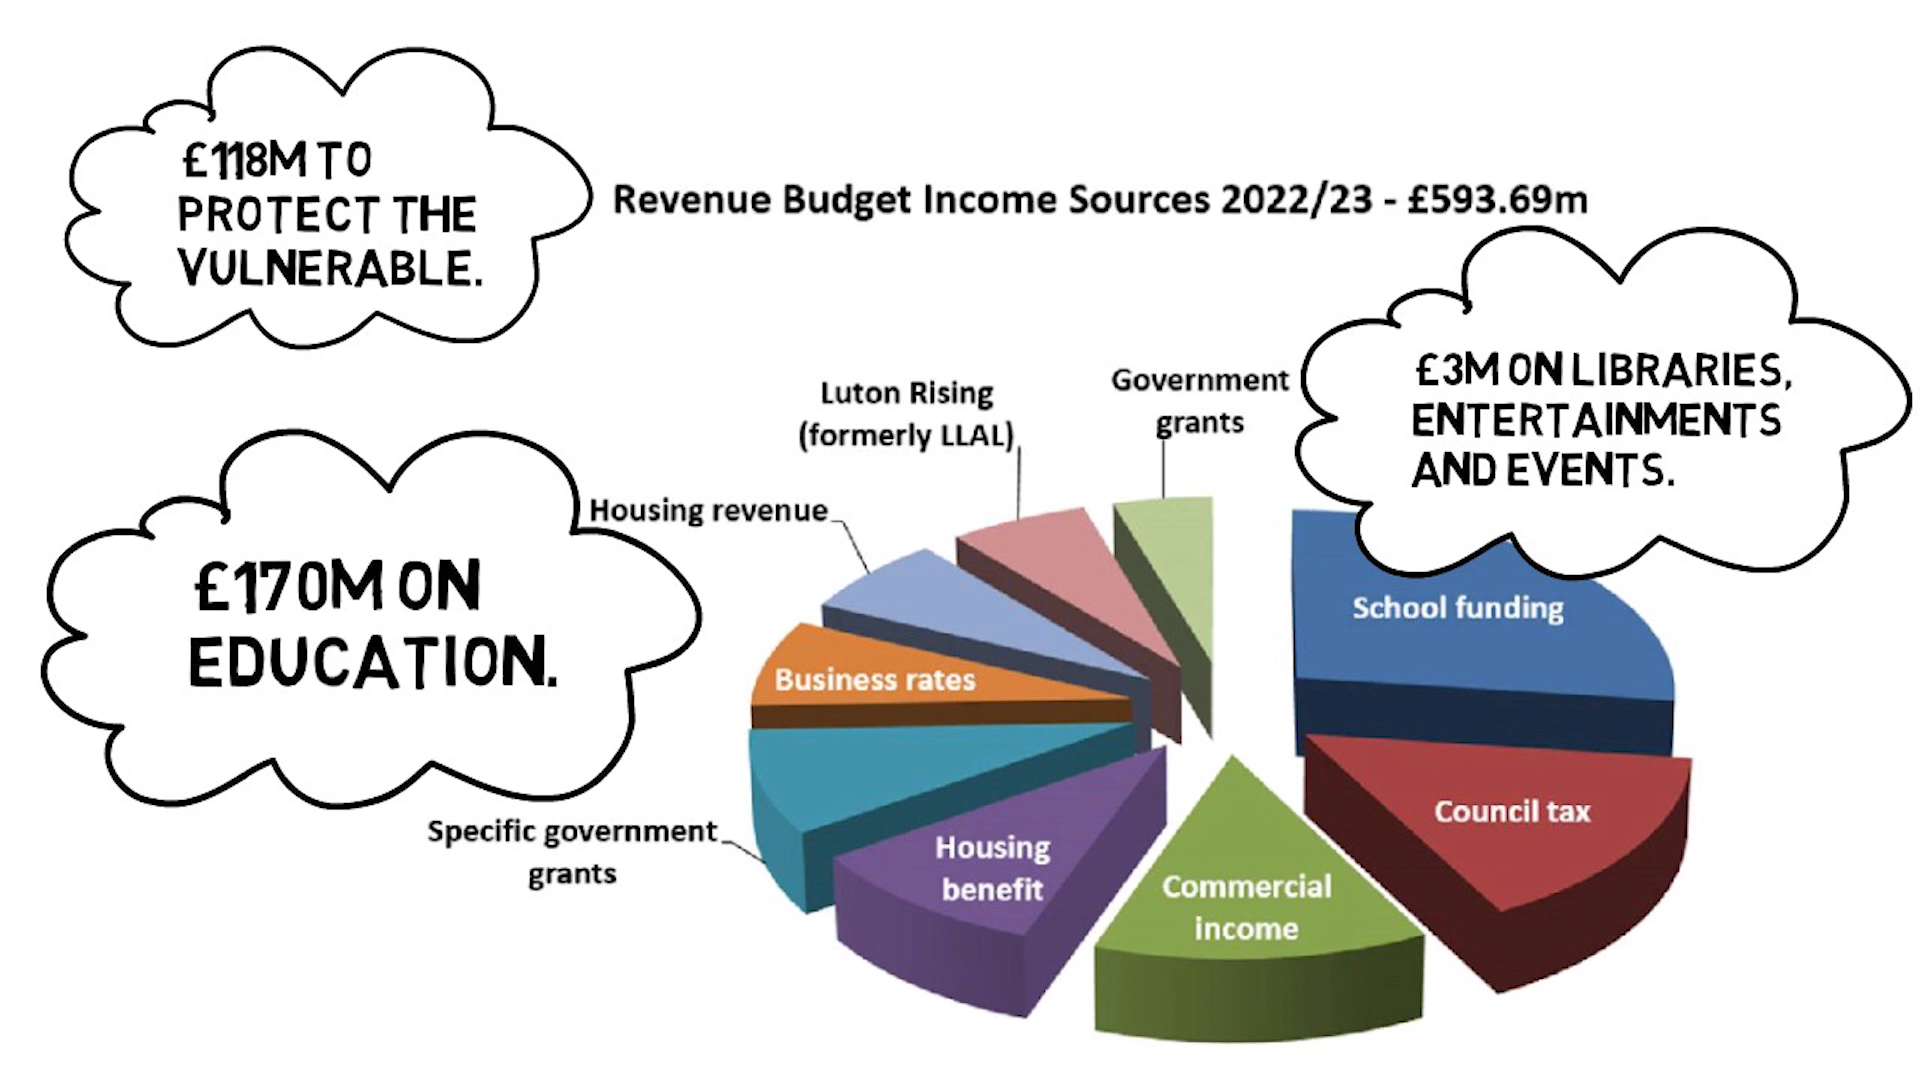 £118M TO
PROTECT THE
VULNERABLE.
Revenue Budget Income Sources 2022/23 - £593.69m
£3M ON LIBRARIES,
ENTERTAINMENTS
AND EVENTS.
Government
grants
Luton Rising
(formerly LLAL)
Housing revenue
£170M ON
EDUCATION.
School funding
Business rates
Council tax
Specific government
grants
Housing
benefit
Commercial
income